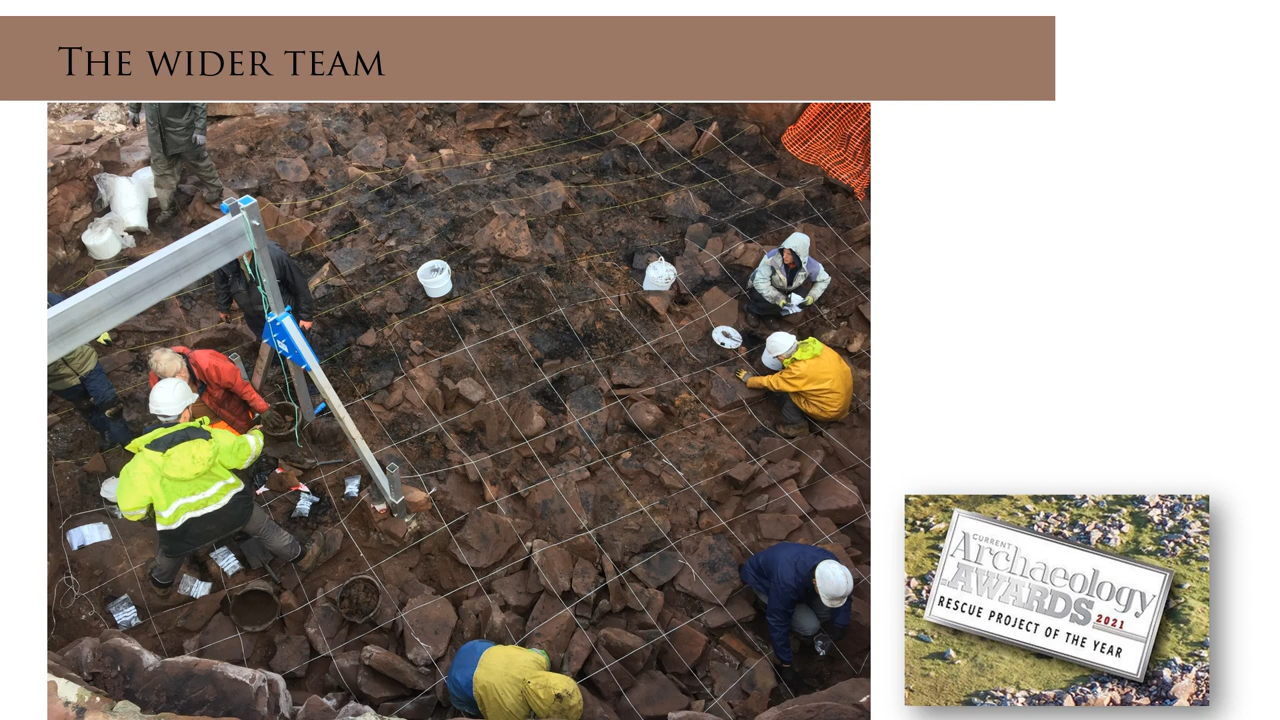 The wider team
CURRENT
Archaeology
AWARDS 2021
RESCUE PROJECT OF THE YEAR